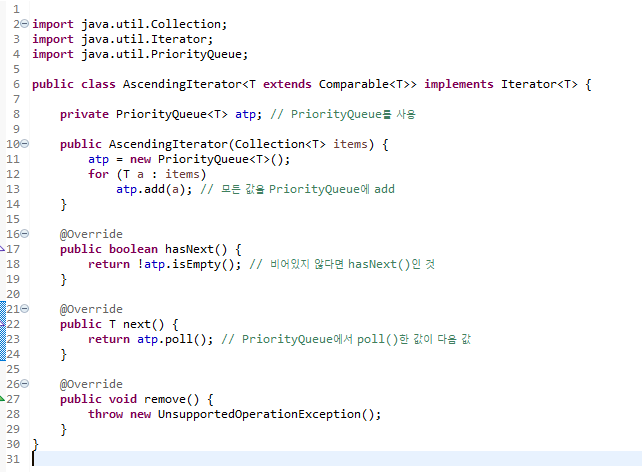 1
2 import java.util.Collection;
3 import java.util.Iterator;
4 import java.util.PriorityQueue;
5
6 public class AscendingIterator<T extends Comparable<T>> implements Iterator<T> {
7
8 private PriorityQueue<T> atp; // PriorityQueue를 사용
9
10 public AscendingIterator(Collection<T> items) {
11 atp = new PriorityQueue<T>();
12 for (T a : items)
13 atp.add(a); // 모든 값을 PriorityQueue에 add
14 }
15
16 @Override
17 public boolean hasNext() {
18 return !atp.isEmpty(); // 비어있지 않다면 hasNext()인 것
19 }
20
21 @Override
22 public T next() {
23 return atp.poll(); // PriorityQueue에서 poll()한 값이 다음 값
24 }
25
26 @Override
27 public void remove() {
28 throw new UnsupportedOperationException();
29 }
30 }
31